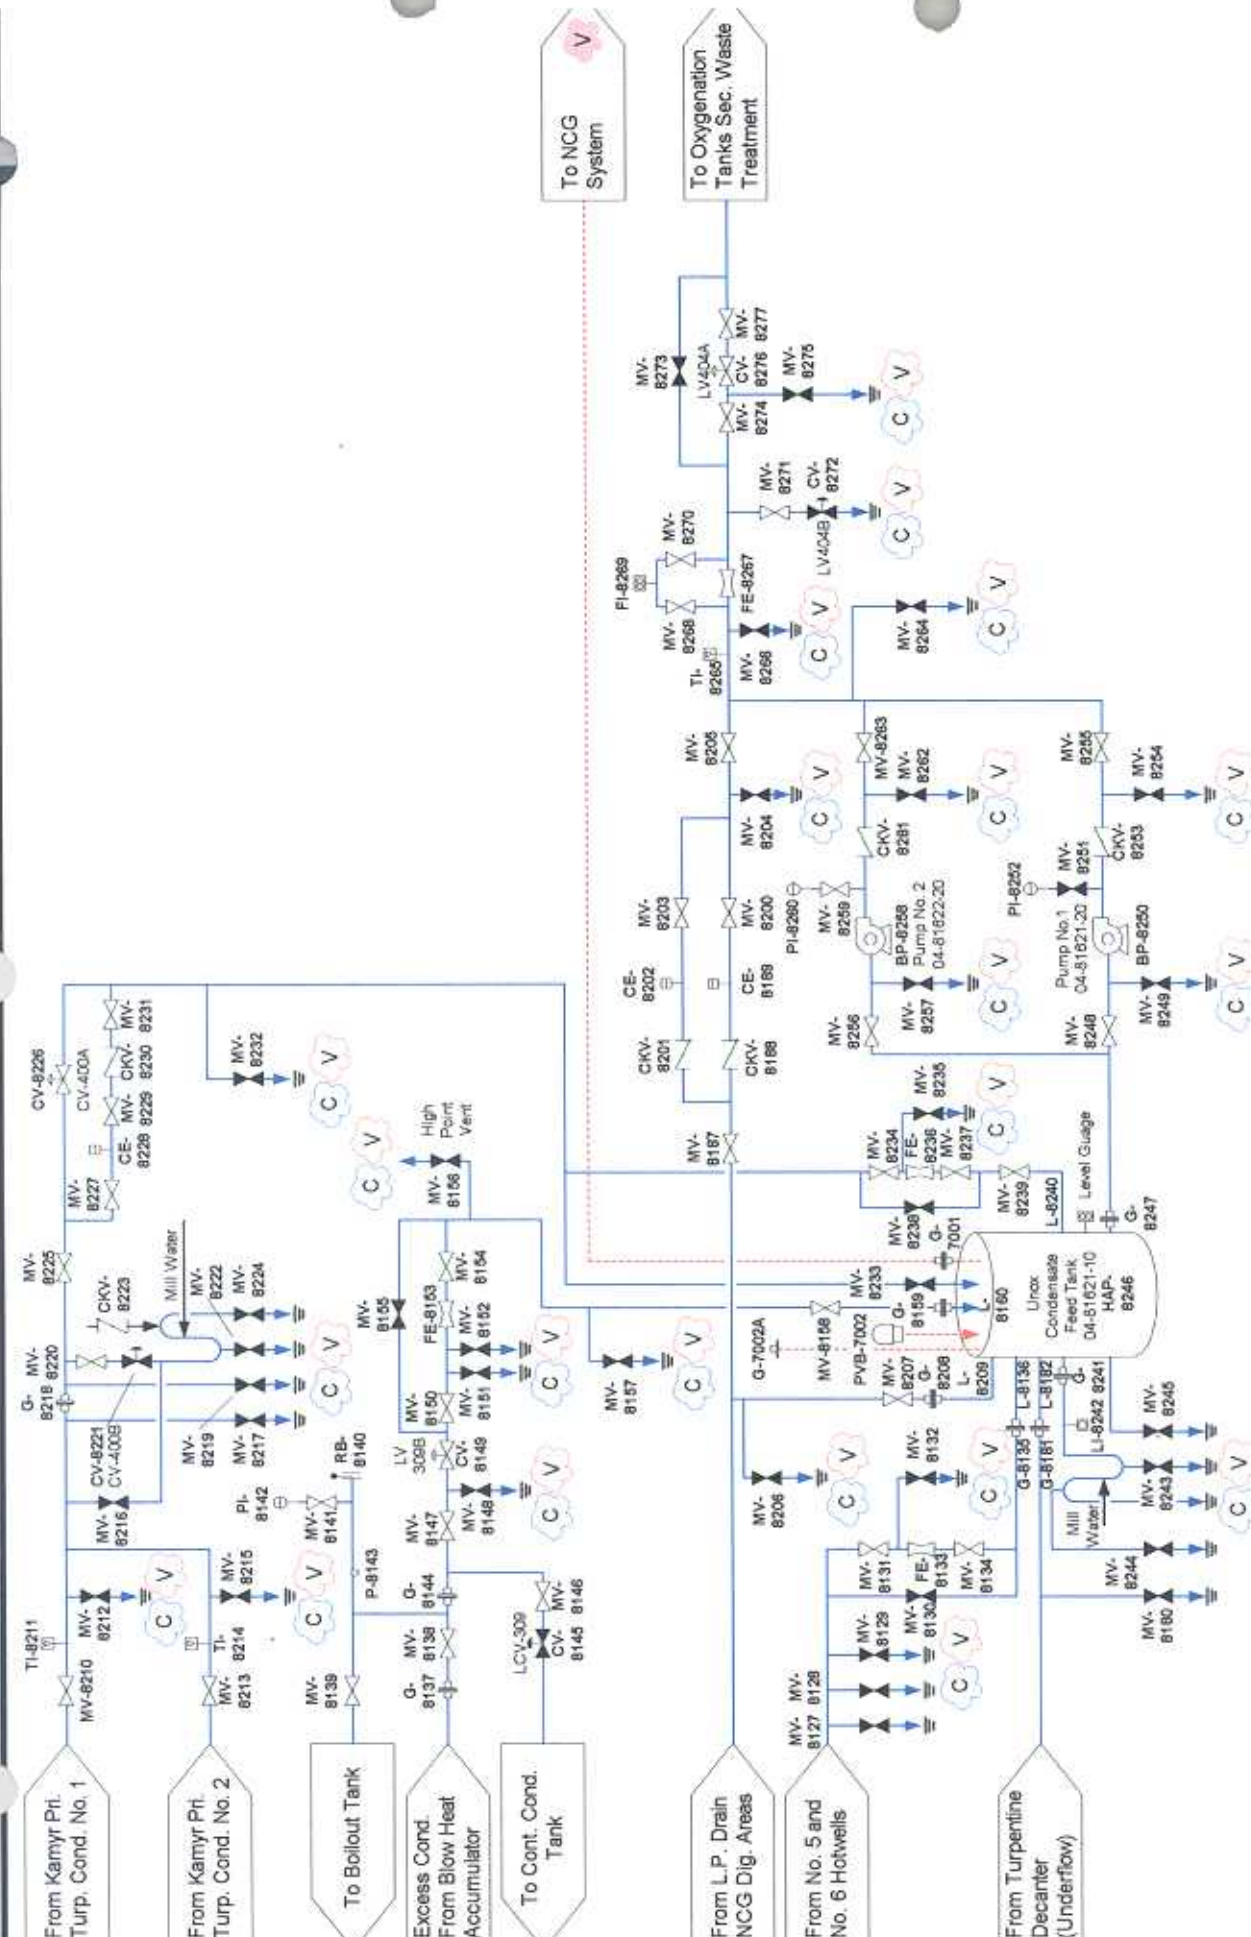 To NCG
System
V
To Oxygenation
Tanks Sec. Waste
Treatment
From Kamyr Pri.
Turp. Cond. No. 1
MV-8210
TI-8211
MV-
8212
C
V
MV-
8216
CV-8221
CV-400B
MV-
8217
MV-
8219
G-
8218
MV-
8220
CKV-
8223
Mill Water
MV-
8222
MV-
8224
C
V
MV-
8225
MV-
8227
CE-
8228
MV-
8229
CKV-
8230
MV-
8231
CV-8226
CV-400A
MV-
8232
C
V
From Kamyr Pri.
Turp. Cond. No. 2
MV-
8213
TI-
8214
MV-
8215
C
V
To Boilout Tank
MV-
8139
P-8143
MV-
8141
PI-
8142
RB-
8140
Excess Cond.
From Blow Heat
Accumulator
G-
8137
MV-
8138
G-
8144
MV-
8147
MV-
8148
C
V
LV
309B
CV-
8149
MV-
8150
MV-
8151
MV-
8152
C
V
FE-8153
MV-
8154
MV-
8155
MV-
8156
High
Point
Vent
C
V
To Cont. Cond.
Tank
LCV-309
CV-
8145
MV-
8146
MV-
8157
C
V
From L.P. Drain
NCG Dig. Areas
MV-
8206
C
V
G-7002A
MV-8158
PVB-7002
MV-
8207
G-
8208
L-
8209
G-
8159
L-
8160
MV-
8233
G-
7001
MV-
8238
MV-
8234
FE-
8236
MV-
8235
MV-
8237
C
V
MV-
8239
L-8240
MV-
8187
CKV-
8188
CKV-
8201
CE-
8189
CE-
8202
MV-
8200
MV-
8203
MV-
8204
C
V
MV-
8205
TI-
8265
MV-
8266
C
V
MV-
8268
FI-8269
MV-
8270
FE-8267
MV-
8271
CV-
8272
LV404B
C
V
MV-
8273
MV-
8274
LV404A
CV-
8276
MV-
8277
MV-
8275
C
V
MV-
8264
C
V
From No. 5 and
No. 6 Hotwells
MV-
8127
MV-
8128
MV-
8129
C
V
MV-
8130
MV-
8131
FE-
8133
MV-
8134
MV-
8132
C
V
G-8135
L-8136
Unox
Condensate
Feed Tank
04-81621-10
HAP-
8246
Level Guage
G-
8247
MV-
8256
MV-
8257
C
V
BP-8258
Pump No. 2
04-81622-20
MV-
8259
PI-8260
CKV-
8261
MV-
8262
C
V
MV-8263
From Turpentine
Decanter
(Underflow)
MV-
8180
MV-
8244
G-8181
L-8182
Mill
Water
MV-
8243
LI-8242
G-
8241
MV-
8245
C
V
MV-
8248
MV-
8249
C
V
BP-8250
Pump No.1
04-81621-20
MV-
8251
PI-8252
CKV-
8253
MV-
8254
C
V
MV-
8255